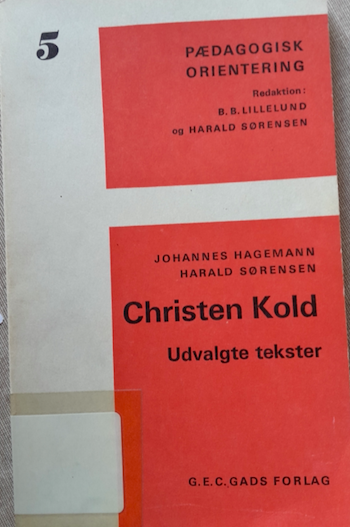 5
PÆDAGOGISK
ORIENTERING
Redaktion:
B.B. LILLELUND
og HARALD SØRENSEN
JOHANNES HAGEMANN
HARALD SØRENSEN
Christen Kold
Udvalgte tekster
G.E.C. GADS FORLAG